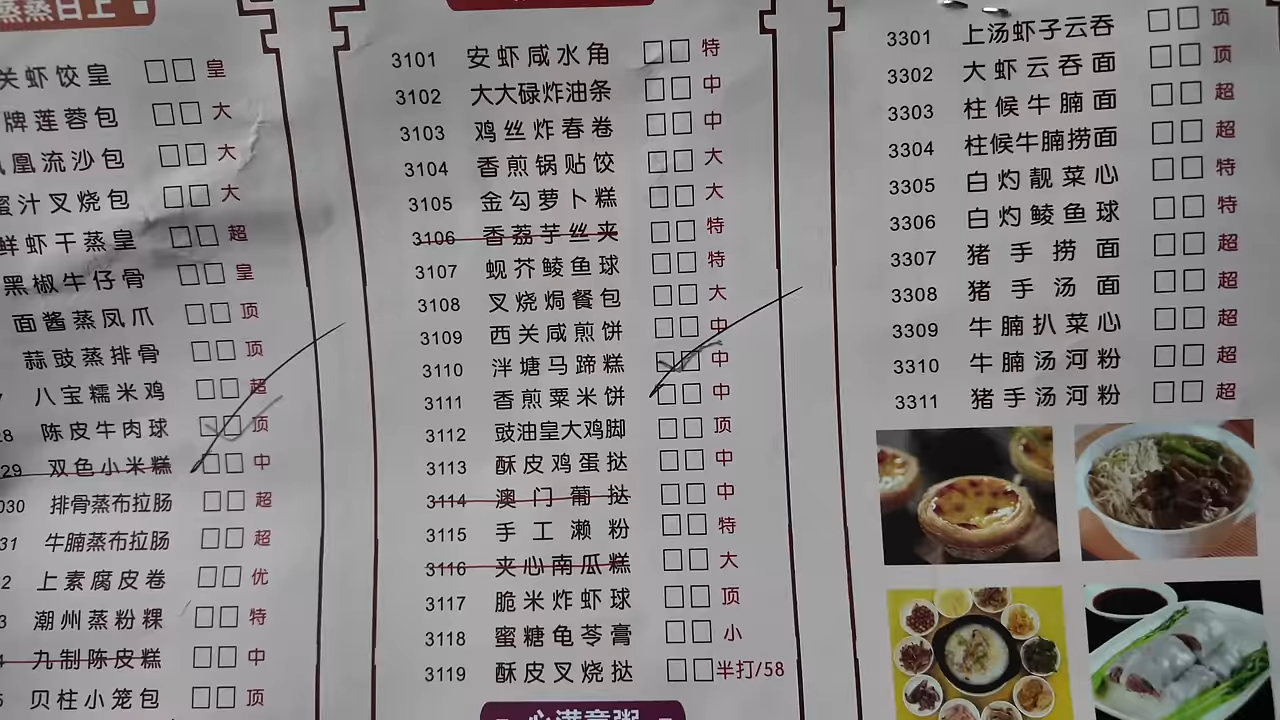 蒸蒸日上
关虾饺皇 □□ 皇
牌莲蓉包 □□ 大
凰流沙包 □□ 大
蜜汁叉烧包 □□ 大
鲜虾干蒸皇 □□ 超
黑椒牛仔骨 □□ 皇
面酱蒸凤爪 □□ 顶
蒜豉蒸排骨 □□ 顶
八宝糯米鸡 □□ 超
28 陈皮牛肉球 □□ 顶
29 双色小米糕 □□ 中
030 排骨蒸布拉肠 □□ 超
31 牛腩蒸布拉肠 □□ 超
2 上素腐皮卷 □□ 优
3 潮州蒸粉粿 □□ 特
4 九制陈皮糕 □□ 中
5 贝柱小笼包 □□ 顶
3101 安虾咸水角 □□ 特
3102 大大碌炸油条 □□ 中
3103 鸡丝炸春卷 □□ 中
3104 香煎锅贴饺 □□ 大
3105 金勾萝卜糕 □□ 大
3106 香荔芋丝夹 □□ 特
3107 蚬芥鲮鱼球 □□ 特
3108 叉烧焗餐包 □□ 大
3109 西关咸煎饼 □□ 中
3110 泮塘马蹄糕 □□ 中
3111 香煎粟米饼 □□ 中
3112 豉油皇大鸡脚 □□ 顶
3113 酥皮鸡蛋挞 □□ 中
3114 澳门葡挞 □□ 中
3115 手工濑粉 □□ 特
3116 夹心南瓜糕 □□ 大
3117 脆米炸虾球 □□ 顶
3118 蜜糖龟苓膏 □□ 小
3119 酥皮叉烧挞 □□ 半打/58
心满意粥
3301 上汤虾子云吞 □□ 顶
3302 大虾云吞面 □□ 顶
3303 柱候牛腩面 □□ 超
3304 柱候牛腩捞面 □□ 超
3305 白灼靓菜心 □□ 特
3306 白灼鲮鱼球 □□ 特
3307 猪手捞面 □□ 超
3308 猪手汤面 □□ 超
3309 牛腩扒菜心 □□ 超
3310 牛腩汤河粉 □□ 超
3311 猪手汤河粉 □□ 超